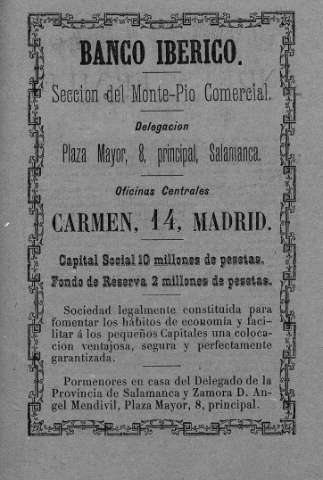 BANCO IBERICO.
Seccion del Monte-Pio Comercial.
Delegacion
Plaza Mayor, 8, principal, Salamanca.
Oficinas Centrales
CARMEN, 14, MADRID.
Capital Social 10 millones de pesetas.
Fondo de Reserva 2 millones de pesetas.
Sociedad legalmente constituida para
fomentar los hábitos de economía y faci-
litar á los pequeños Capitales una coloca-
ción ventajosa, segura y perfectamente
garantizada.
Pormenores en casa del Delegado de la
Provincia de Salamanca y Zamora D. An-
gel Mendivil, Plaza Mayor, 8, principal.